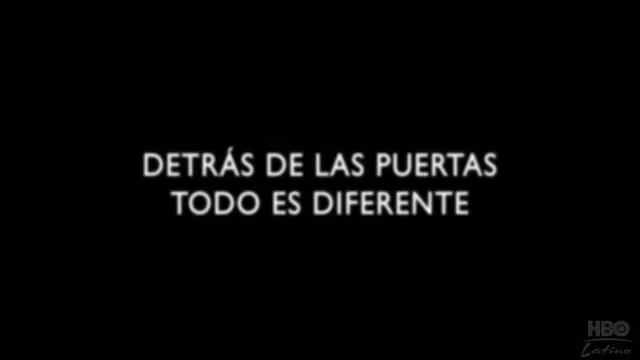 DETRÁS DE LAS PUERTAS
TODO ES DIFERENTE
HBO
Latino